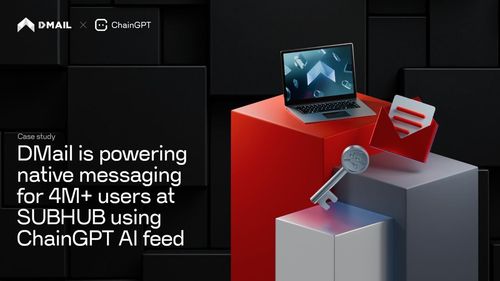 DMAIL × ChainGPT
Case study
DMail is powering
native messaging
for 4M+ users at
SUBHUB using
ChainGPT AI feed